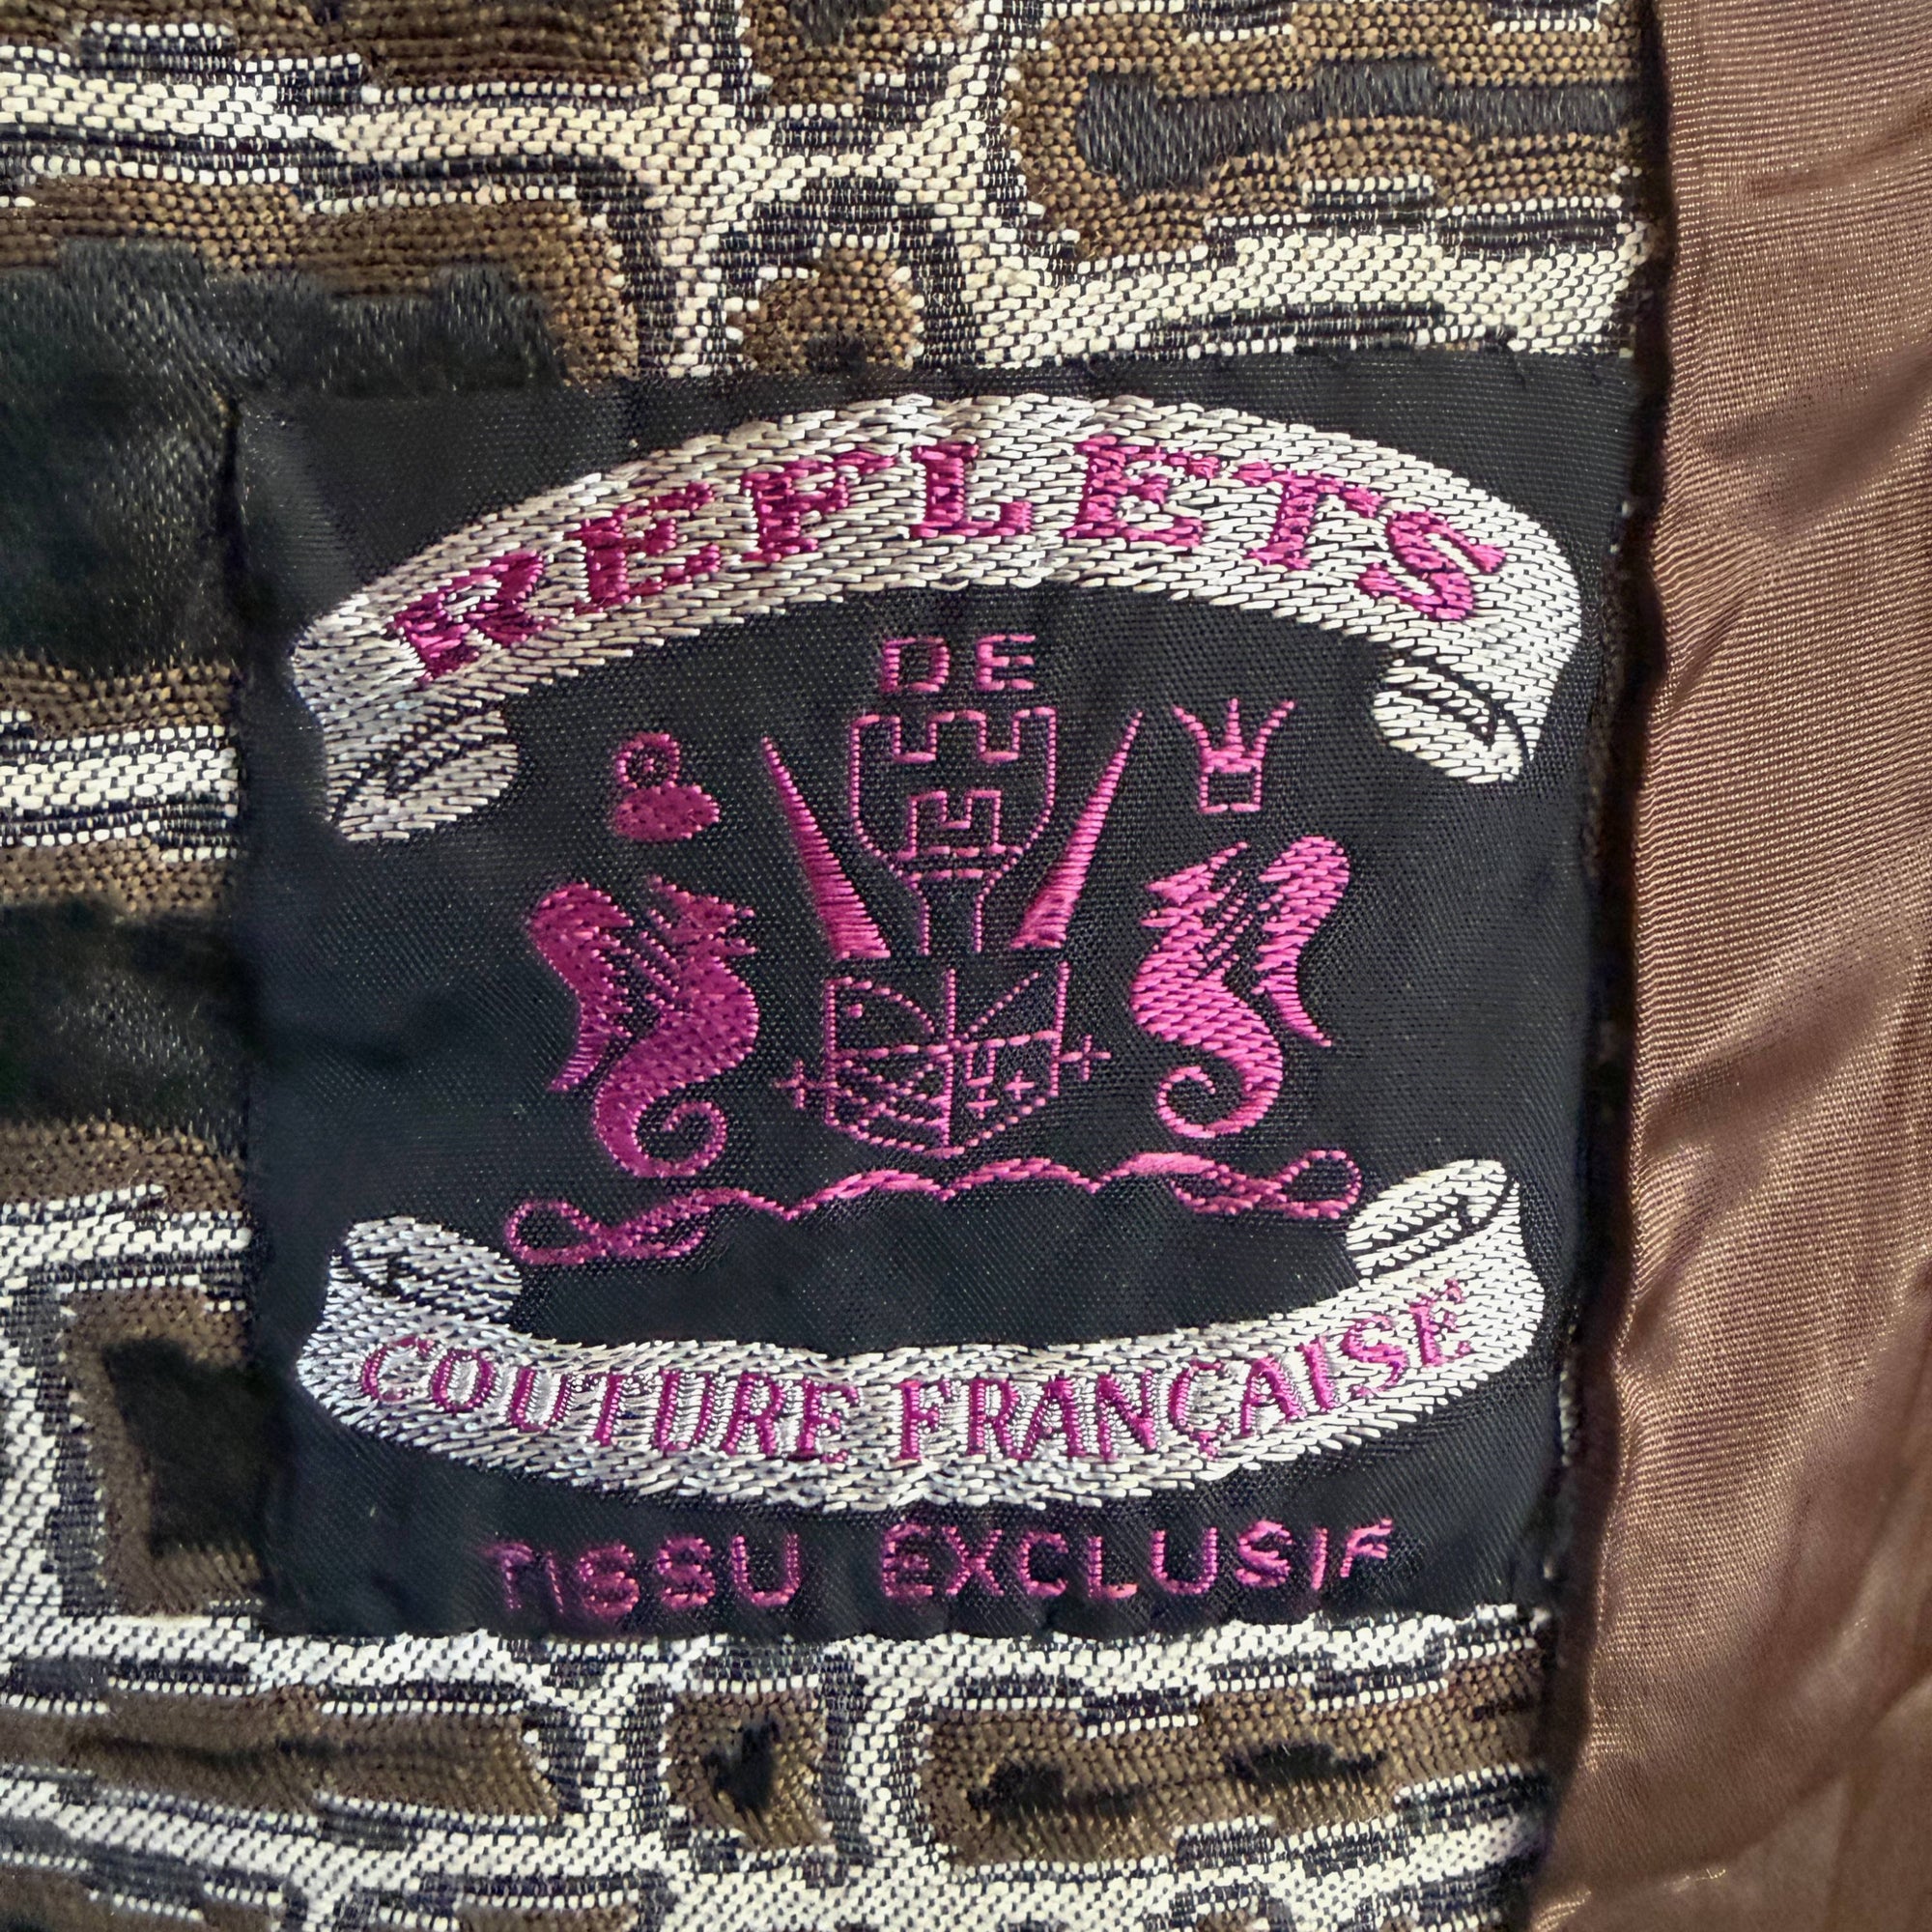 REFLETS
DE
COUTURE FRANÇAISE
TISSU EXCLUSIF